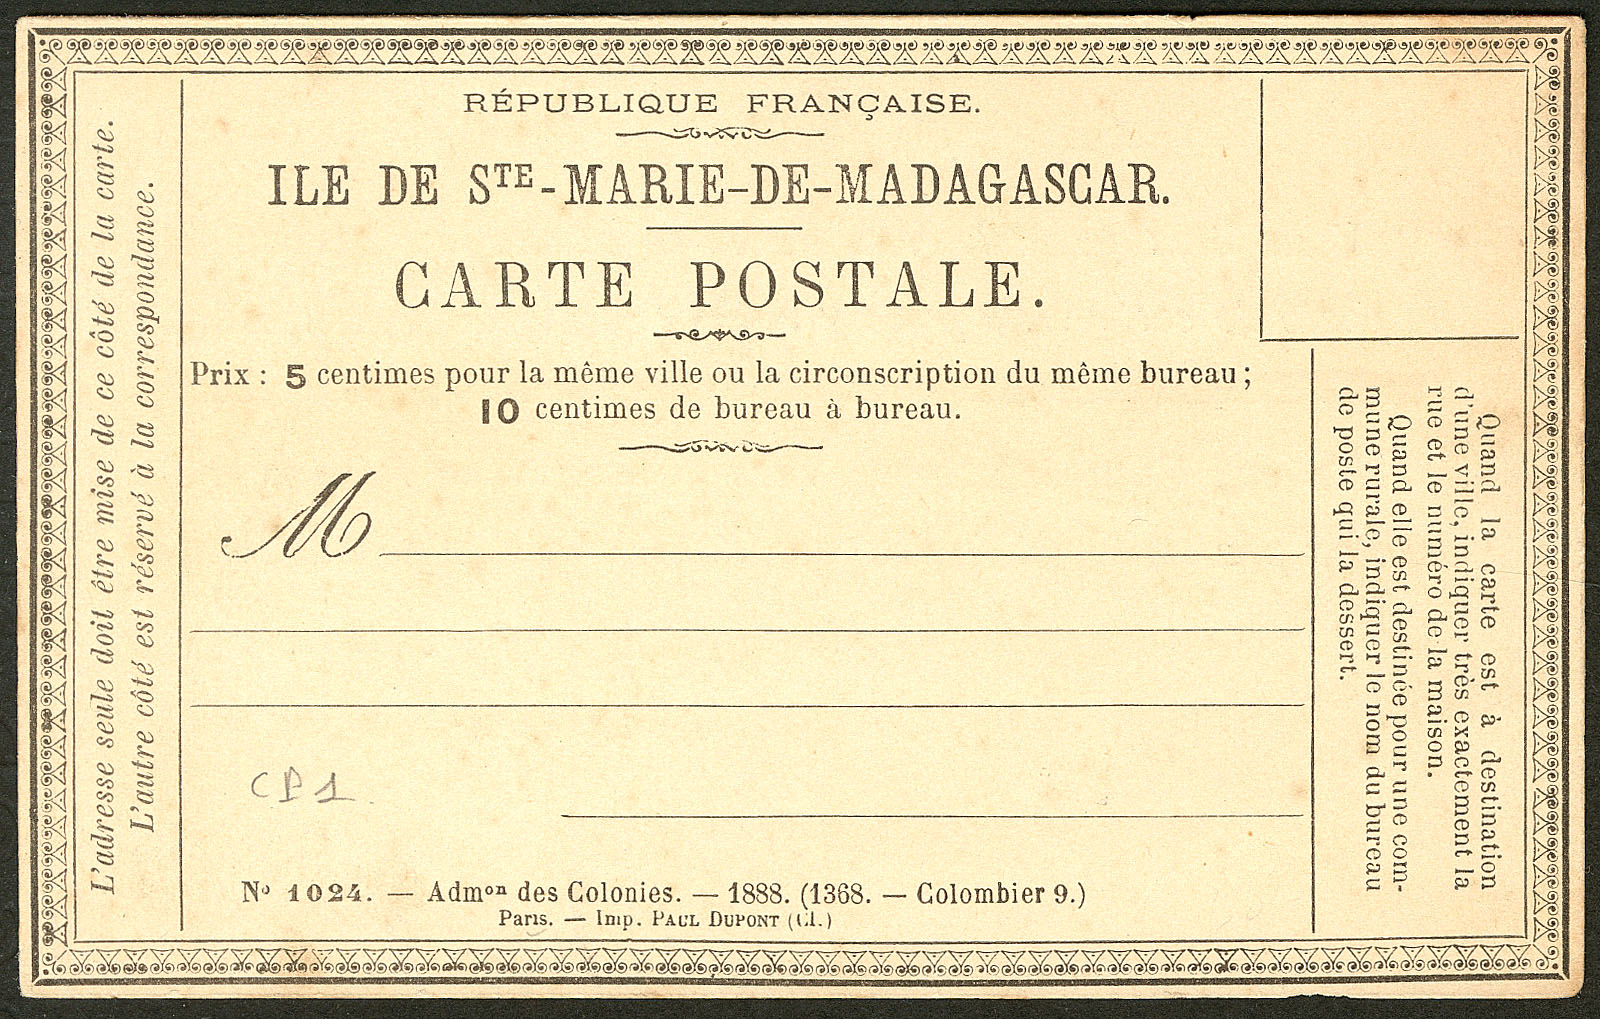 RÉPUBLIQUE FRANÇAISE.
ILE DE STE-MARIE-DE-MADAGASCAR.
CARTE POSTALE.
Prix : 5 centimes pour la même ville ou la circonscription du même bureau ;
10 centimes de bureau à bureau.
M
CP1
No 1024. — Admon des Colonies. — 1888. (1368. — Colombier 9.)
Paris. — Imp. PAUL DUPONT (Cl.)
L'adresse seule doit être mise de ce côté de la carte.
L'autre côté est réservé à la correspondance.
Quand la carte est à destination
d'une ville, indiquer très exactement la
rue et le numéro de la maison.
Quand elle est destinée pour une com-
mune rurale, indiquer le nom du bureau
de poste qui la dessert.